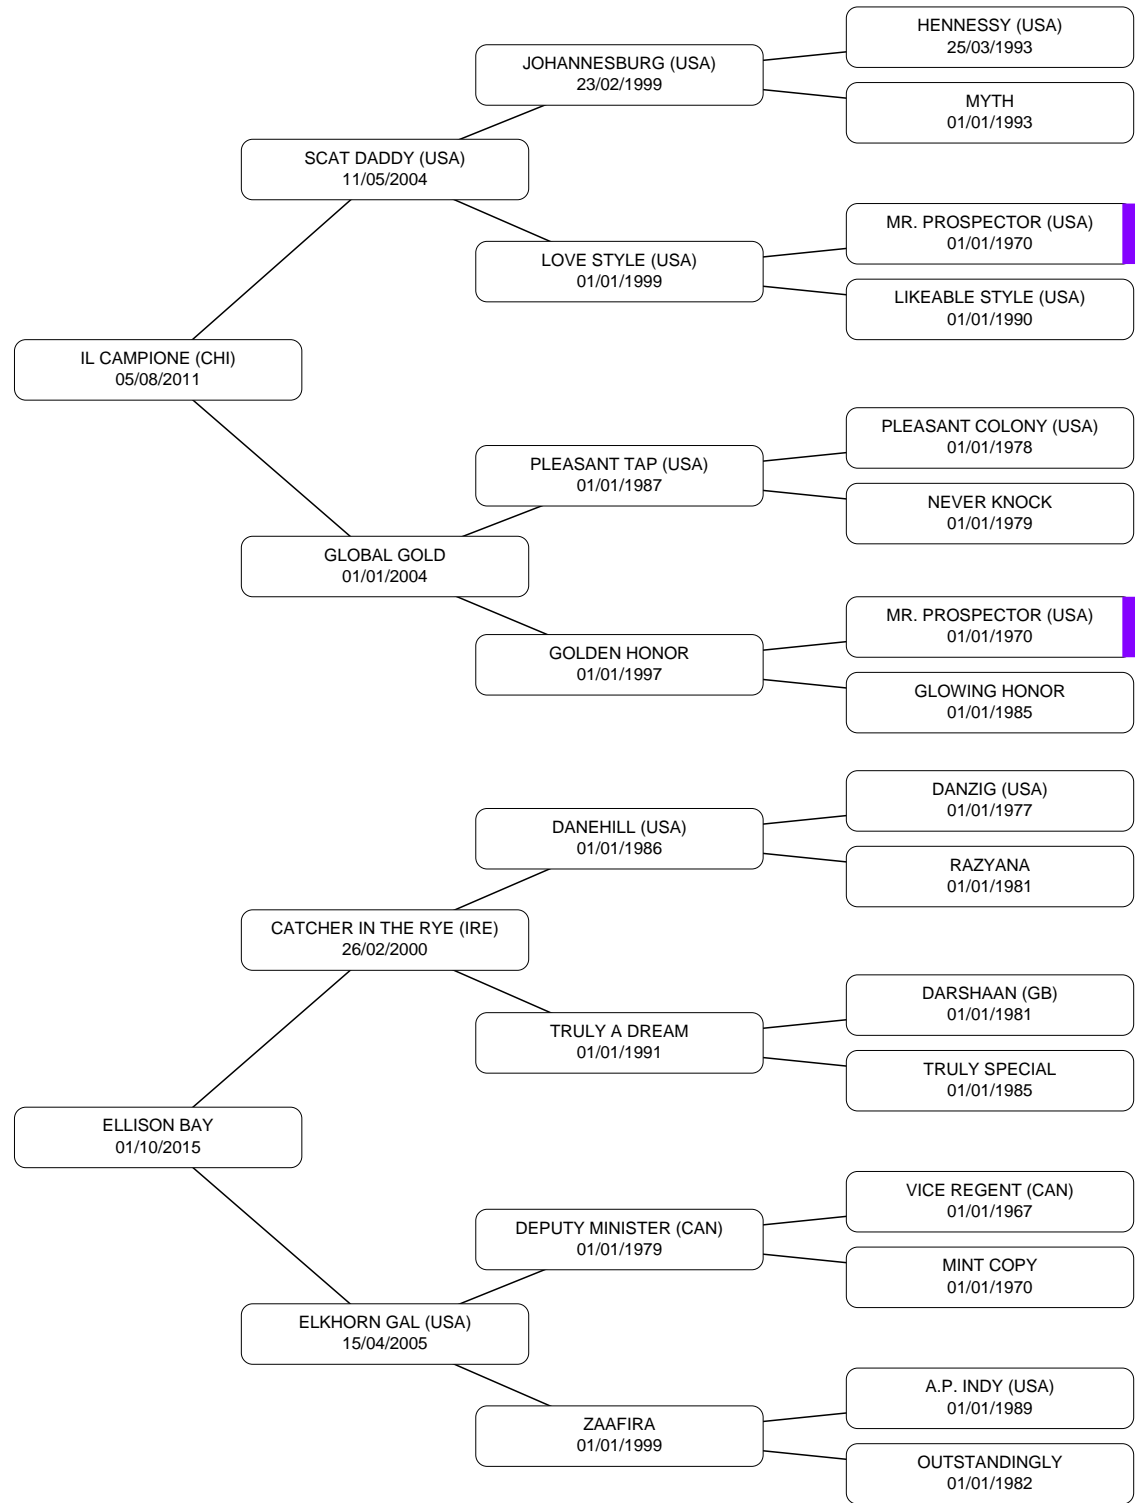 HENNESSY (USA)
25/03/1993
JOHANNESBURG (USA)
23/02/1999
MYTH
01/01/1993
SCAT DADDY (USA)
11/05/2004
MR. PROSPECTOR (USA)
01/01/1970
LOVE STYLE (USA)
01/01/1999
LIKEABLE STYLE (USA)
01/01/1990
IL CAMPIONE (CHI)
05/08/2011
PLEASANT COLONY (USA)
01/01/1978
PLEASANT TAP (USA)
01/01/1987
NEVER KNOCK
01/01/1979
GLOBAL GOLD
01/01/2004
MR. PROSPECTOR (USA)
01/01/1970
GOLDEN HONOR
01/01/1997
GLOWING HONOR
01/01/1985
DANZIG (USA)
01/01/1977
DANEHILL (USA)
01/01/1986
RAZYANA
01/01/1981
CATCHER IN THE RYE (IRE)
26/02/2000
DARSHAAN (GB)
01/01/1981
TRULY A DREAM
01/01/1991
TRULY SPECIAL
01/01/1985
ELLISON BAY
01/10/2015
VICE REGENT (CAN)
01/01/1967
DEPUTY MINISTER (CAN)
01/01/1979
MINT COPY
01/01/1970
ELKHORN GAL (USA)
15/04/2005
A.P. INDY (USA)
01/01/1989
ZAAFIRA
01/01/1999
OUTSTANDINGLY
01/01/1982